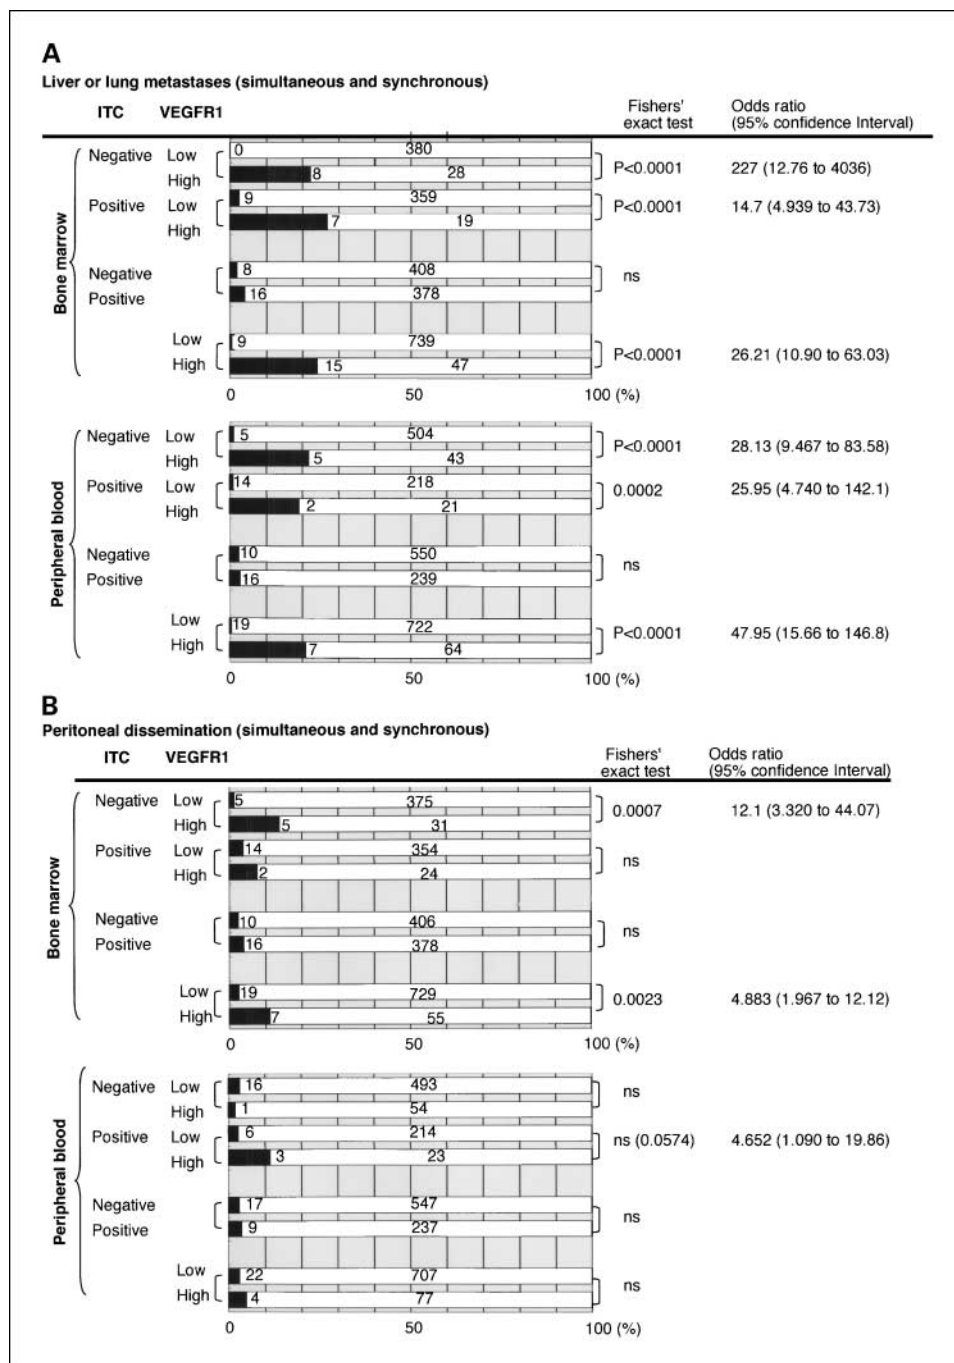 A
Liver or lung metastases (simultaneous and synchronous)
ITC VEGFR1 Fishers' exact test Odds ratio (95% confidence Interval)
Bone marrow
Negative Low 0 380
High 8 28 P<0.0001 227 (12.76 to 4036)
Positive Low 9 359
High 7 19 P<0.0001 14.7 (4.939 to 43.73)
Negative 8 408
Positive 16 378 ns
Low 9 739
High 15 47 P<0.0001 26.21 (10.90 to 63.03)
0 50 100 (%)
Peripheral blood
Negative Low 5 504
High 5 43 P<0.0001 28.13 (9.467 to 83.58)
Positive Low 14 218
High 2 21 0.0002 25.95 (4.740 to 142.1)
Negative 10 550
Positive 16 239 ns
Low 19 722
High 7 64 P<0.0001 47.95 (15.66 to 146.8)
0 50 100 (%)
B
Peritoneal dissemination (simultaneous and synchronous)
ITC VEGFR1 Fishers' exact test Odds ratio (95% confidence Interval)
Bone marrow
Negative Low 5 375
High 5 31 0.0007 12.1 (3.320 to 44.07)
Positive Low 14 354
High 2 24 ns
Negative 10 406
Positive 16 378 ns
Low 19 729
High 7 55 0.0023 4.883 (1.967 to 12.12)
0 50 100 (%)
Peripheral blood
Negative Low 16 493
High 1 54 ns
Positive Low 6 214
High 3 23 ns (0.0574) 4.652 (1.090 to 19.86)
Negative 17 547
Positive 9 237 ns
Low 22 707
High 4 77 ns
0 50 100 (%)